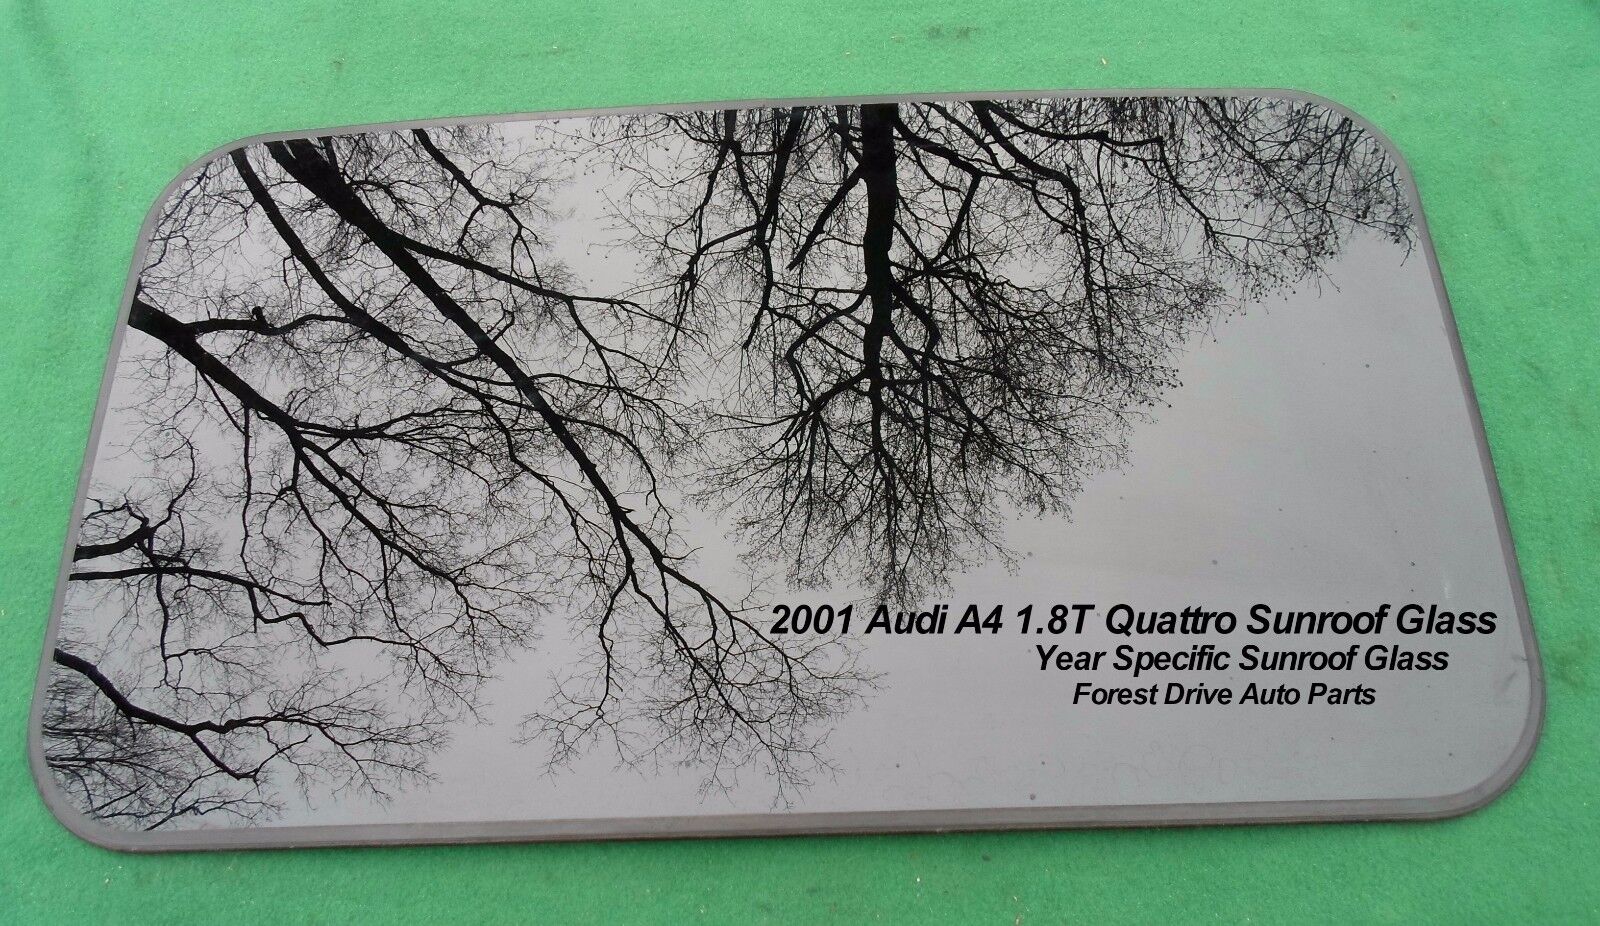 2001 Audi A4 1.8T Quattro Sunroof Glass
Year Specific Sunroof Glass
Forest Drive Auto Parts